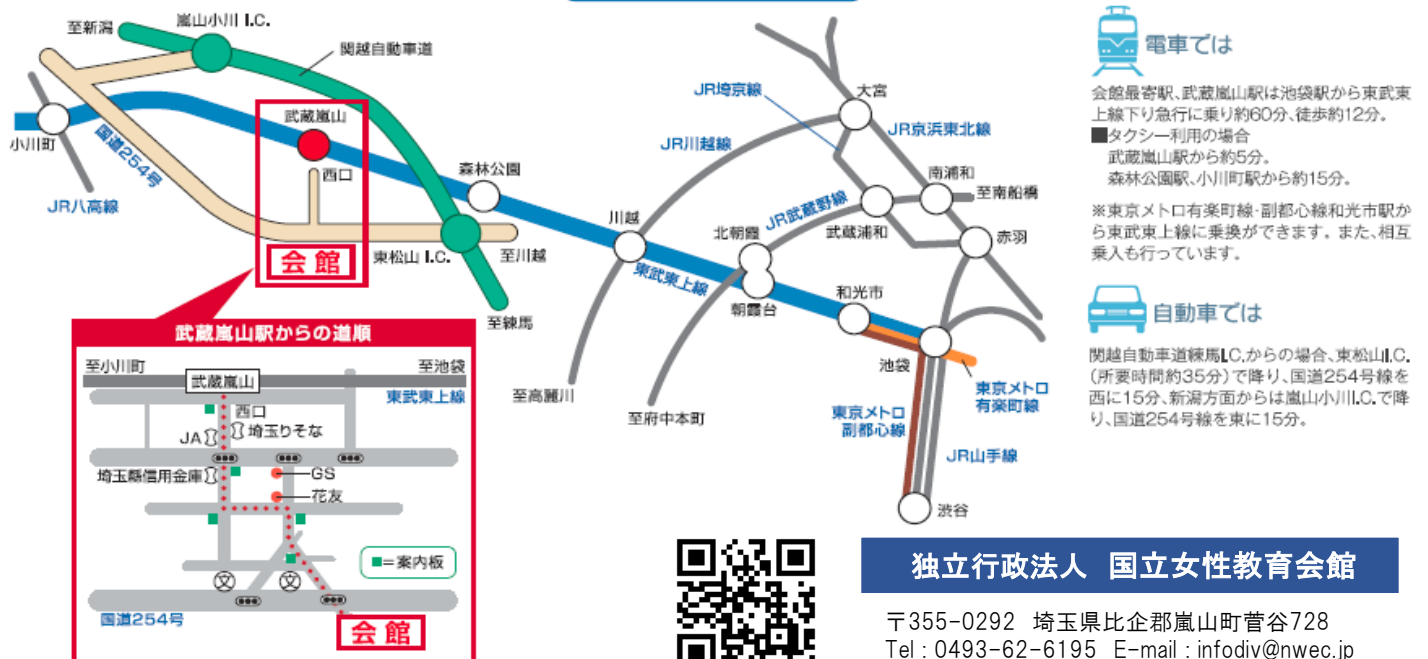 至新潟
嵐山小川 I.C.
関越自動車道
小川町
国道254号
JR八高線
武蔵嵐山
西口
会館
森林公園
東松山 I.C.
至川越
至練馬
川越
東武東上線
JR川越線
JR埼京線
大宮
JR京浜東北線
南浦和
至南船橋
JR武蔵野線
武蔵浦和
北朝霞
朝霞台
赤羽
和光市
池袋
至高麗川
至府中本町
東京メトロ
有楽町線
東京メトロ
副都心線
JR山手線
渋谷
武蔵嵐山駅からの道順
至小川町
至池袋
武蔵嵐山
東武東上線
西口
JA
埼玉りそな
埼玉縣信用金庫
GS
花友
■=案内板
文
文
国道254号
会館
電車では
会館最寄駅、武蔵嵐山駅は池袋駅から東武東
上線下り急行に乗り約60分、徒歩約12分。
■タクシー利用の場合
武蔵嵐山駅から約5分。
森林公園駅、小川町駅から約15分。
※東京メトロ有楽町線・副都心線和光市駅か
ら東武東上線に乗換ができます。また、相互
乗入も行っています。
自動車では
関越自動車道練馬I.C.からの場合、東松山I.C.
(所要時間約35分)で降り、国道254号線を
西に15分、新潟方面からは嵐山小川I.C.で降
り、国道254号線を東に15分。
独立行政法人 国立女性教育会館
〒355-0292 埼玉県比企郡嵐山町菅谷728
Tel : 0493-62-6195 E-mail : infodiv@nwec.jp